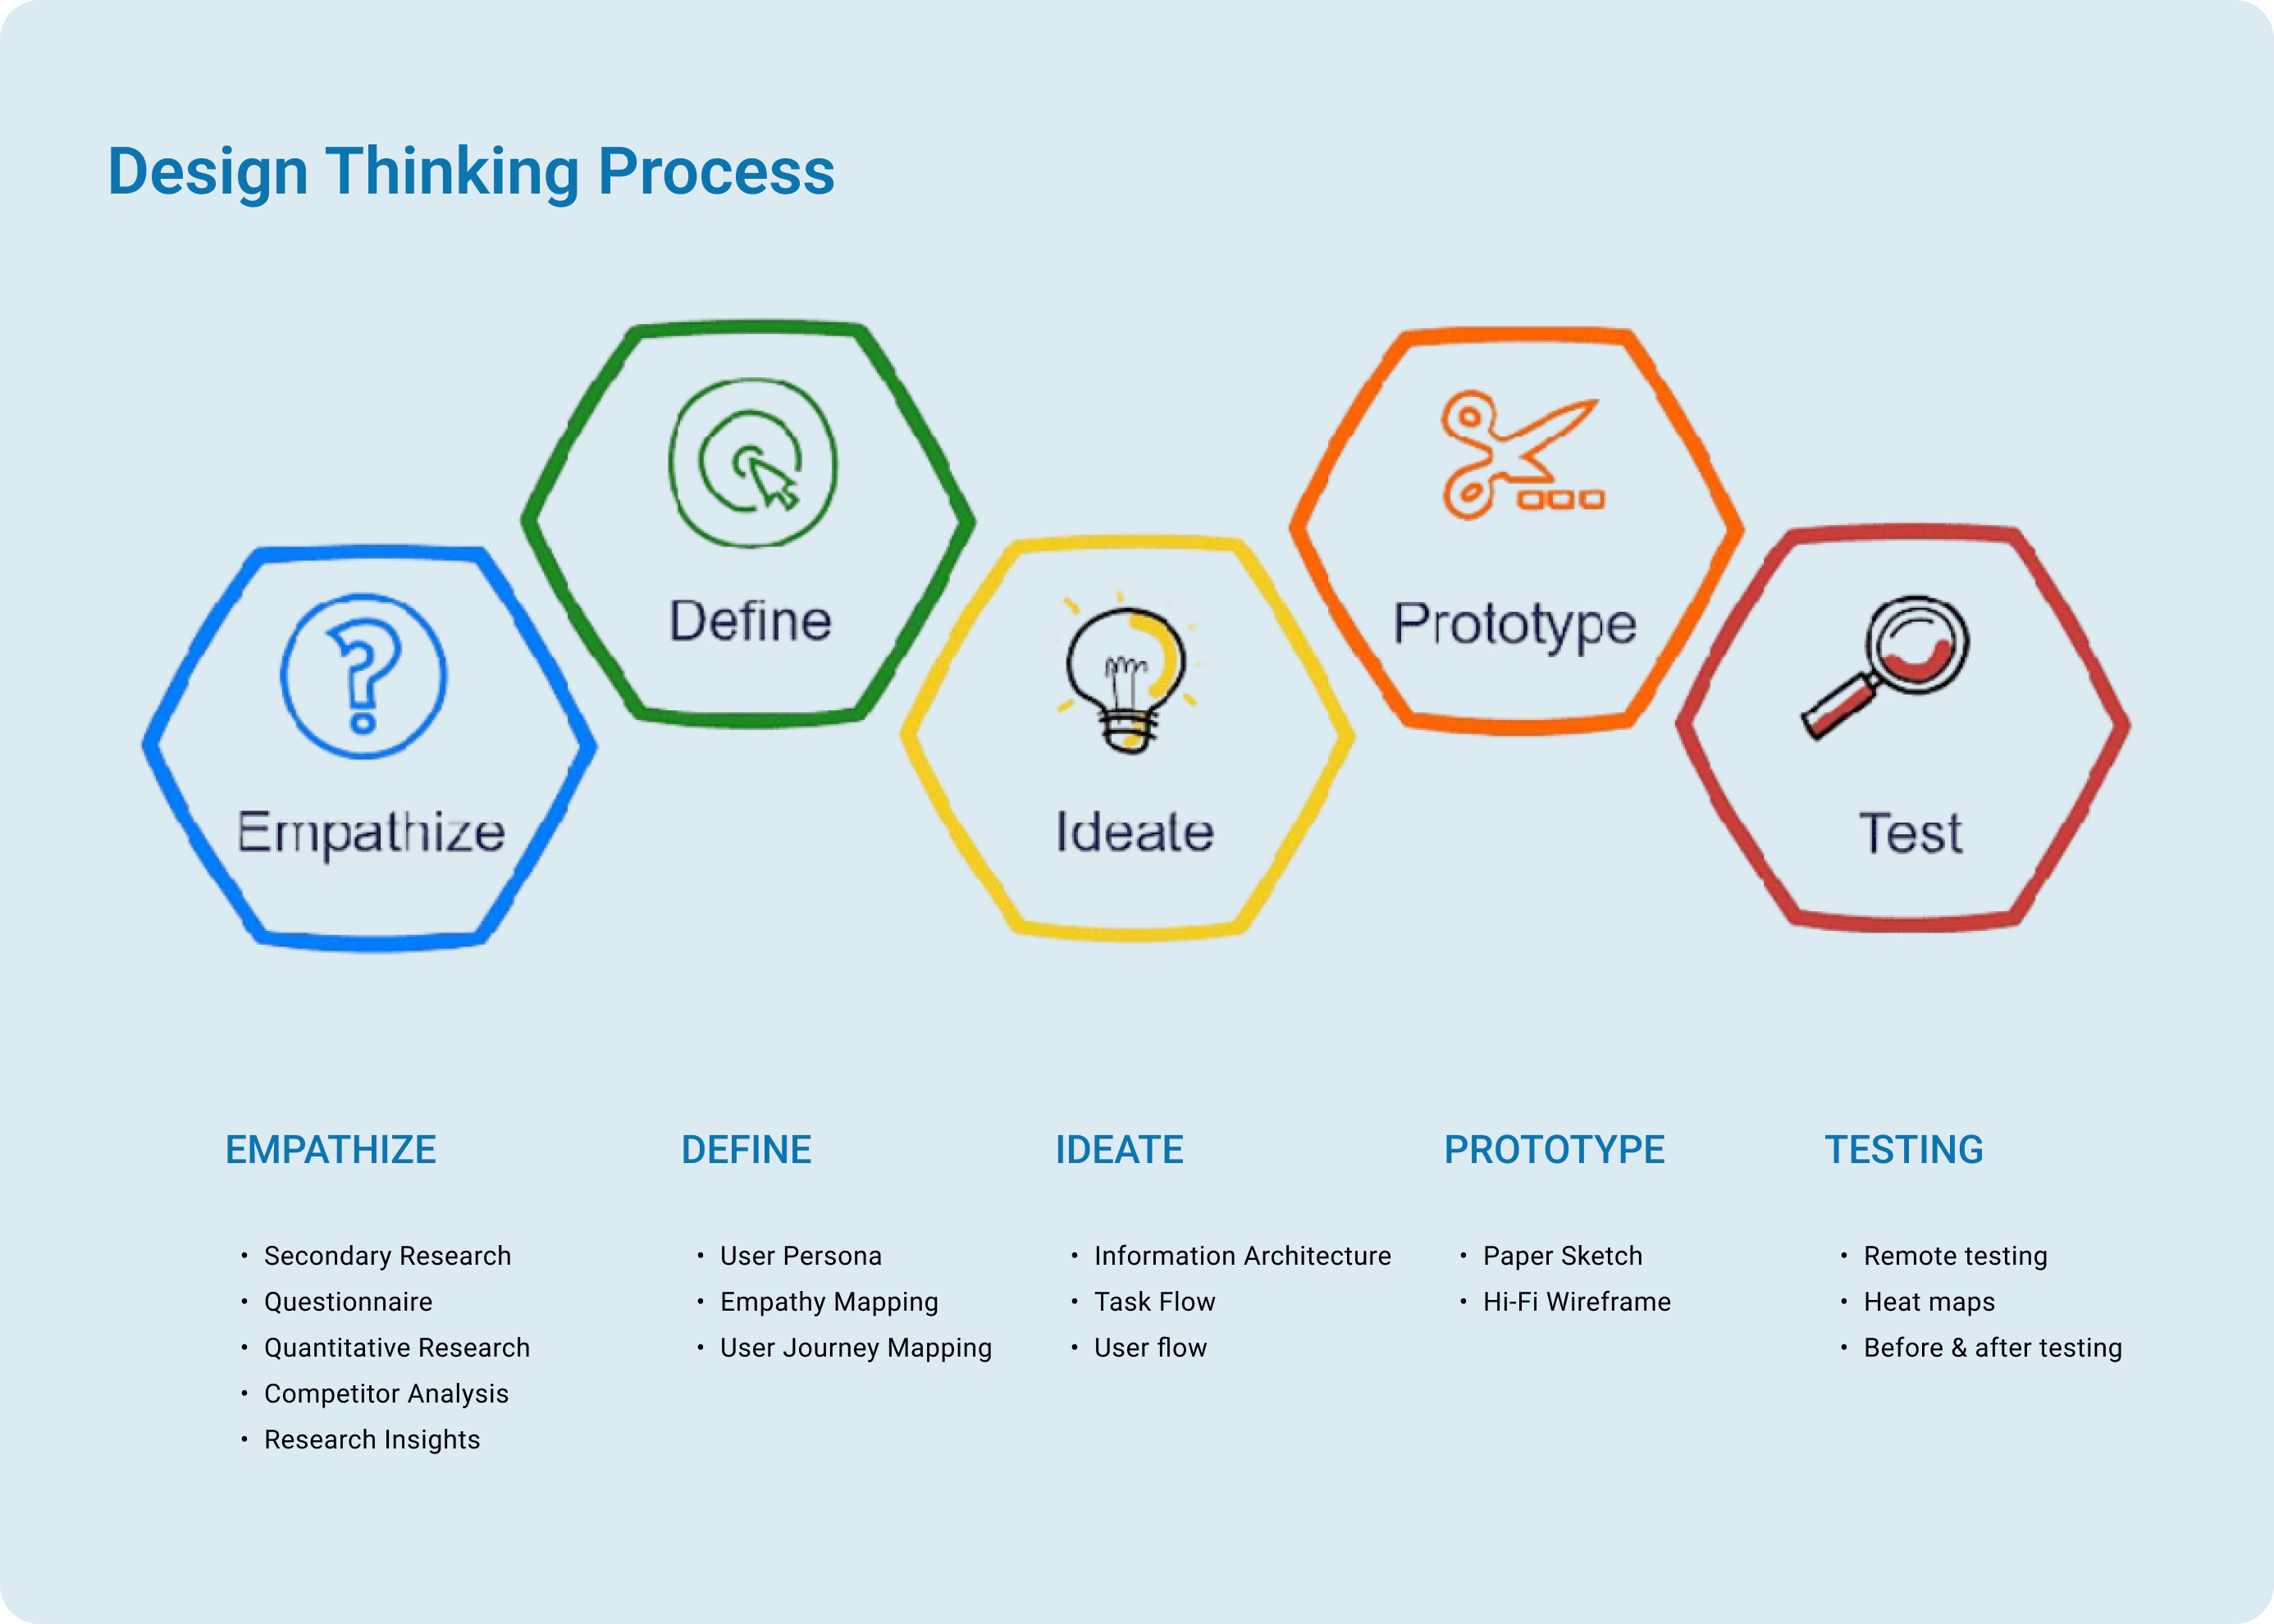 Design Thinking Process
Empathize
Define
Ideate
Prototype
Test
EMPATHIZE
• Secondary Research
• Questionnaire
• Quantitative Research
• Competitor Analysis
• Research Insights
DEFINE
• User Persona
• Empathy Mapping
• User Journey Mapping
IDEATE
• Information Architecture
• Task Flow
• User flow
PROTOTYPE
• Paper Sketch
• Hi-Fi Wireframe
TESTING
• Remote testing
• Heat maps
• Before & after testing